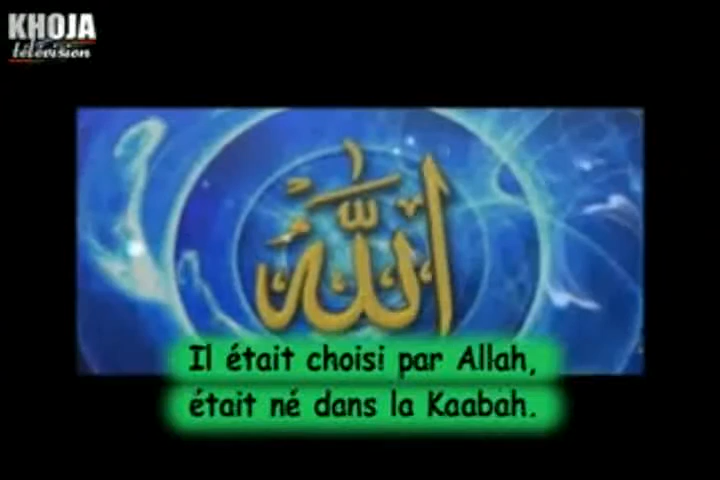 KHOJA
télévision
الله
Il était choisi par Allah,
était né dans la Kaabah.